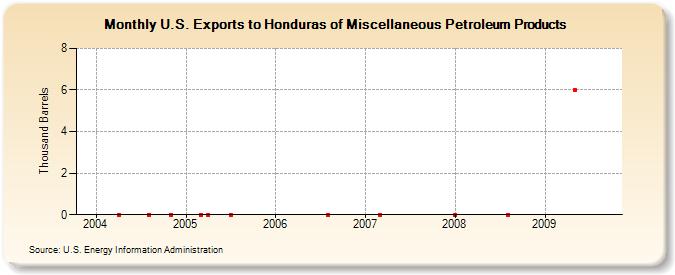 Monthly U.S. Exports to Honduras of Miscellaneous Petroleum Products
Thousand Barrels
8
6
4
2
0
2004 2005 2006 2007 2008 2009
Source: U.S. Energy Information Administration